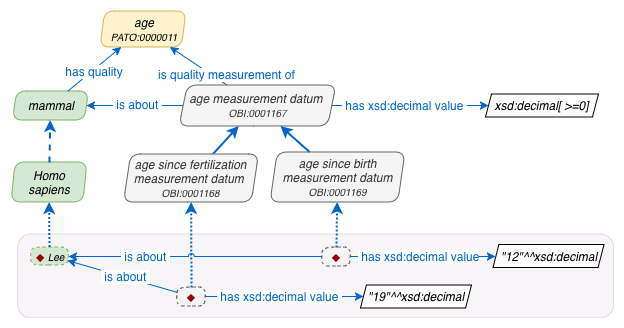 age
PATO:0000011
has quality
is quality measurement of
mammal
is about
age measurement datum
OBI:0001167
has xsd:decimal value
xsd:decimal[ >=0]
Homo
sapiens
age since fertilization
measurement datum
OBI:0001168
age since birth
measurement datum
OBI:0001169
Lee
is about
has xsd:decimal value
"12"^^xsd:decimal
is about
has xsd:decimal value
"19"^^xsd:decimal